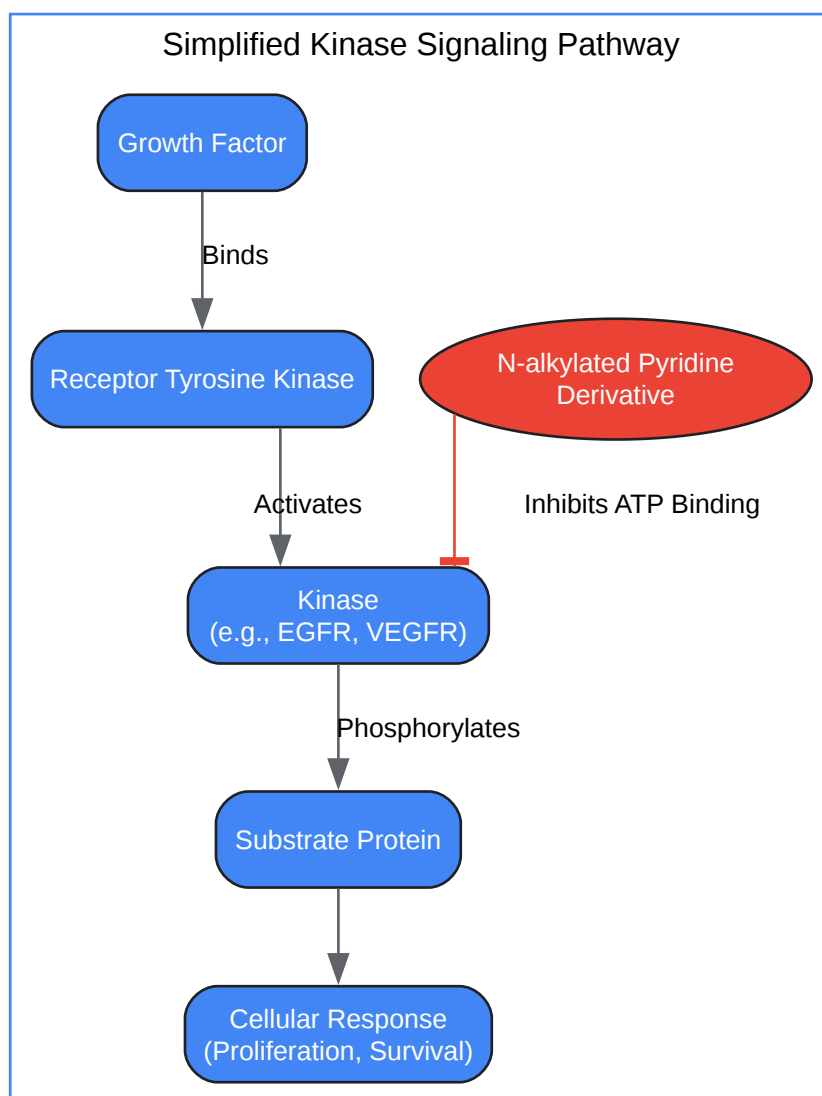 Simplified Kinase Signaling Pathway
Growth Factor
Binds
Receptor Tyrosine Kinase
N-alkylated Pyridine
Derivative
Activates
Inhibits ATP Binding
Kinase
(e.g., EGFR, VEGFR)
Phosphorylates
Substrate Protein
Cellular Response
(Proliferation, Survival)